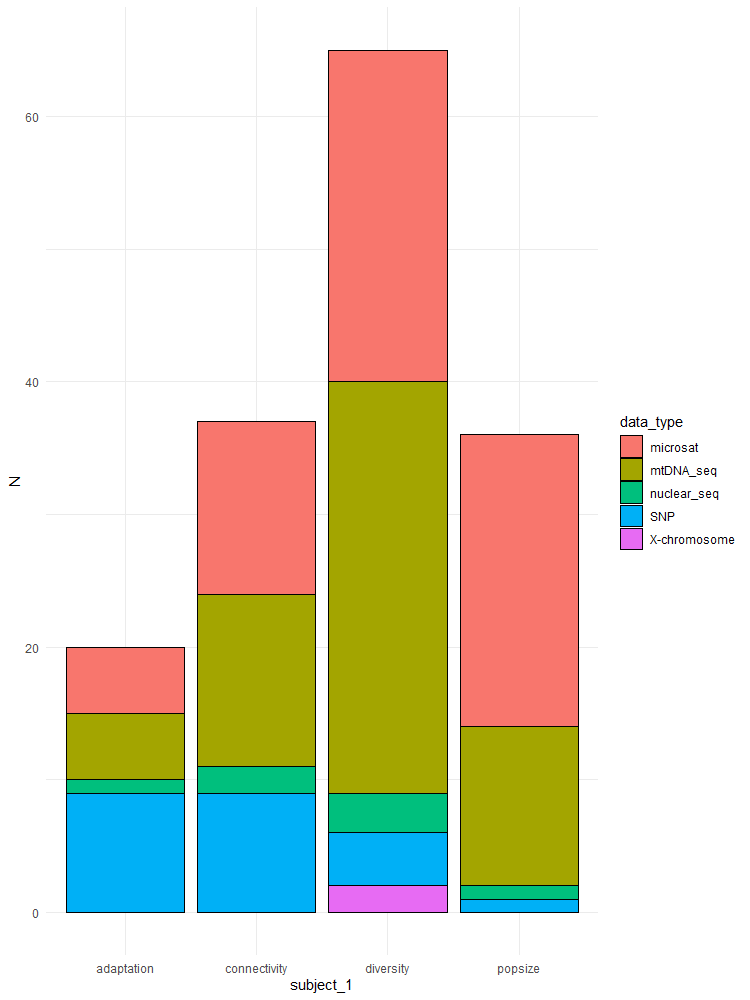 60
40
20
0
N
adaptation connectivity diversity popsize
subject_1
data_type
microsat
mtDNA_seq
nuclear_seq
SNP
X-chromosome